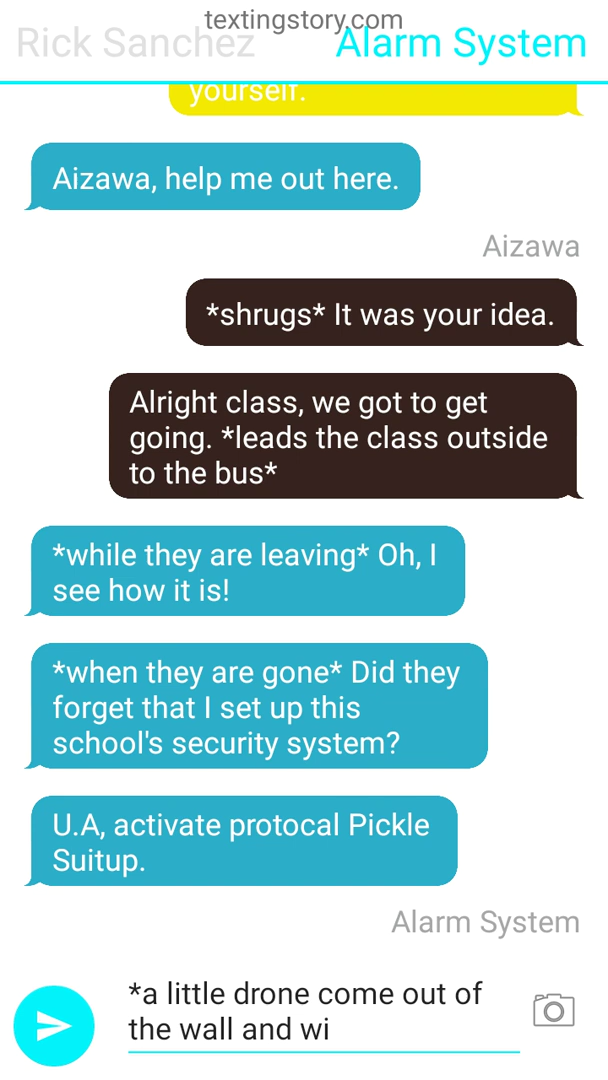 textingstory.com
Rick Sanchez Alarm System
yourself.
Aizawa, help me out here.
Aizawa
*shrugs* It was your idea.
Alright class, we got to get
going. *leads the class outside
to the bus*
*while they are leaving* Oh, I
see how it is!
*when they are gone* Did they
forget that I set up this
school's security system?
U.A, activate protocal Pickle
Suitup.
Alarm System
*a little drone come out of
the wall and wi